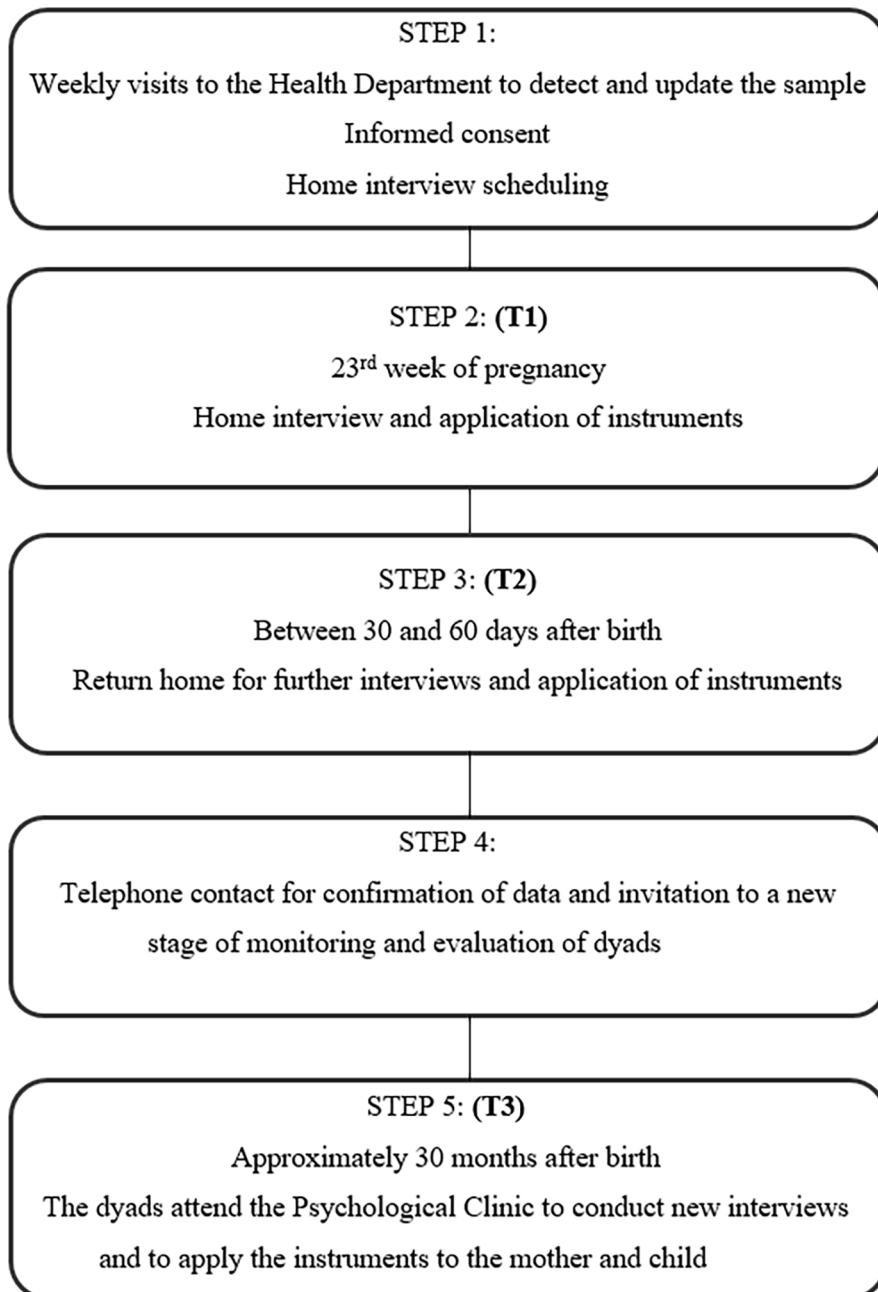 STEP 1:
Weekly visits to the Health Department to detect and update the sample
Informed consent
Home interview scheduling
STEP 2: (T1)
23rd week of pregnancy
Home interview and application of instruments
STEP 3: (T2)
Between 30 and 60 days after birth
Return home for further interviews and application of instruments
STEP 4:
Telephone contact for confirmation of data and invitation to a new
stage of monitoring and evaluation of dyads
STEP 5: (T3)
Approximately 30 months after birth
The dyads attend the Psychological Clinic to conduct new interviews
and to apply the instruments to the mother and child